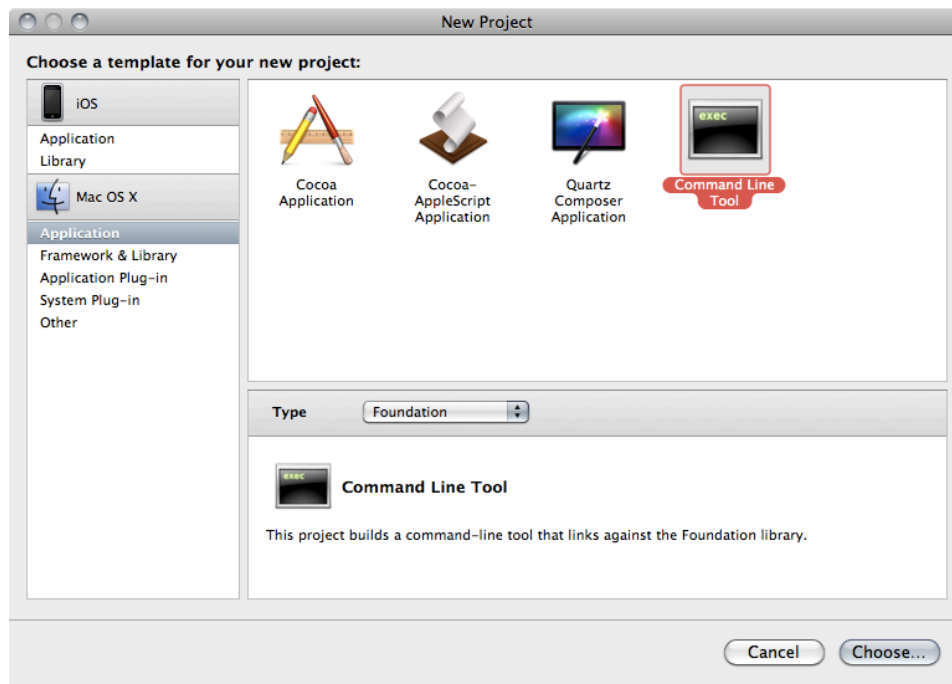 New Project
Choose a template for your new project:
iOS
Application
Library
Mac OS X
Application
Framework & Library
Application Plug-in
System Plug-in
Other
Cocoa
Application
Cocoa-
AppleScript
Application
Quartz
Composer
Application
exec
Command Line
Tool
Type
Foundation
exec
Command Line Tool
This project builds a command-line tool that links against the Foundation library.
Cancel
Choose...